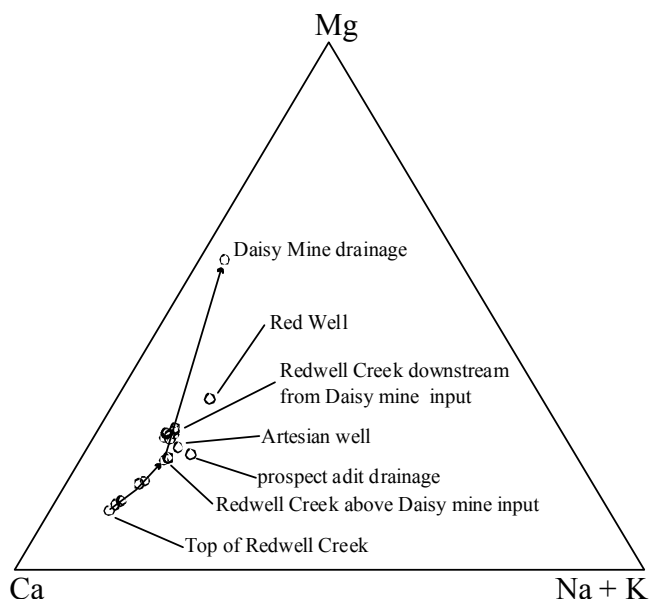 Mg
Daisy Mine drainage
Red Well
Redwell Creek downstream
from Daisy mine input
Artesian well
prospect adit drainage
Redwell Creek above Daisy mine input
Top of Redwell Creek
Ca
Na + K